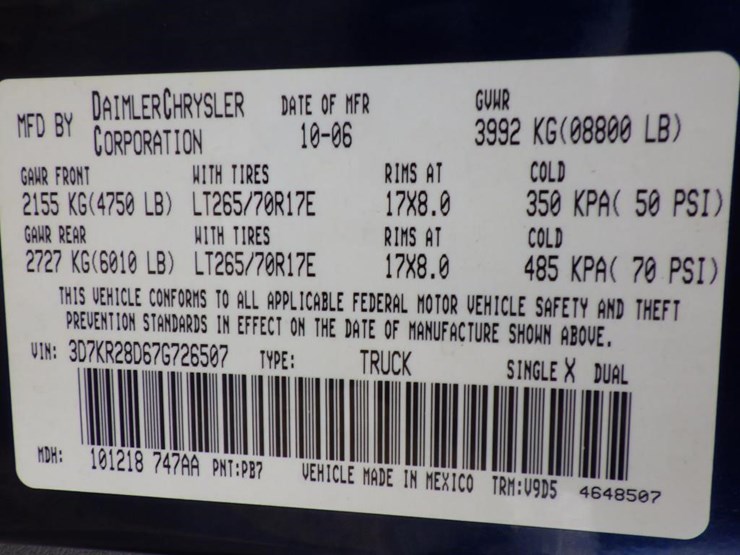 MFD BY DAIMLERCHRYSLER CORPORATION DATE OF MFR 10-06 GVWR 3992 KG(08800 LB)
GAWR FRONT WITH TIRES RIMS AT COLD
2155 KG(4750 LB) LT265/70R17E 17X8.0 350 KPA( 50 PSI)
GAWR REAR WITH TIRES RIMS AT COLD
2727 KG(6010 LB) LT265/70R17E 17X8.0 485 KPA( 70 PSI)
THIS VEHICLE CONFORMS TO ALL APPLICABLE FEDERAL MOTOR VEHICLE SAFETY AND THEFT
PREVENTION STANDARDS IN EFFECT ON THE DATE OF MANUFACTURE SHOWN ABOVE.
VIN: 3D7KR28D67G726507 TYPE: TRUCK SINGLE X DUAL
MDH: 101218 747AA PNT:PB7 VEHICLE MADE IN MEXICO TRM:V9D5 4648507